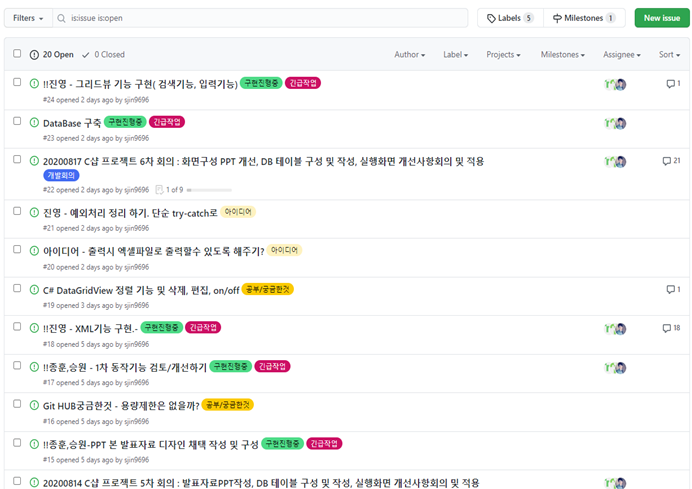 Filters
is:issue is:open
Labels 5
Milestones 1
New issue
20 Open
0 Closed
Author
Label
Projects
Milestones
Assignee
Sort
!!진영 - 그리드뷰 기능 구현( 검색기능, 입력기능) 구현진행중 긴급작업
1
#24 opened 2 days ago by sjin9696
DataBase 구축 구현진행중 긴급작업
#23 opened 2 days ago by sjin9696
20200817 C샵 프로젝트 6차 회의 : 화면구성 PPT 개선, DB 테이블 구성 및 작성, 실행화면 개선사항회의 및 적용
21
개발회의
#22 opened 2 days ago by sjin9696 1 of 9
진영 - 예외처리 정리 하기. 단순 try-catch로 아이디어
#21 opened 2 days ago by sjin9696
아이디어 - 출력시 엑셀파일로 출력할수 있도록 해주기? 아이디어
#20 opened 2 days ago by sjin9696
C# DataGridView 정렬 기능 및 삭제, 편집, on/off 공부/궁금한것
1
#19 opened 3 days ago by sjin9696
!!진영 - XML기능 구현.- 구현진행중 긴급작업
18
#18 opened 5 days ago by sjin9696
!!종훈,승원 - 1차 동작기능 검토/개선하기 구현진행중 긴급작업
#17 opened 5 days ago by sjin9696
Git HUB궁금한것 - 용량제한은 없을까? 공부/궁금한것
#16 opened 5 days ago by sjin9696
!!종훈,승원-PPT 본 발표자료 디자인 채택 작성 및 구성 구현진행중 긴급작업
#15 opened 5 days ago by sjin9696
20200814 C샵 프로젝트 5차 회의 : 발표자료PPT작성, DB 테이블 구성 및 작성, 실행화면 개선사항회의 및 적용